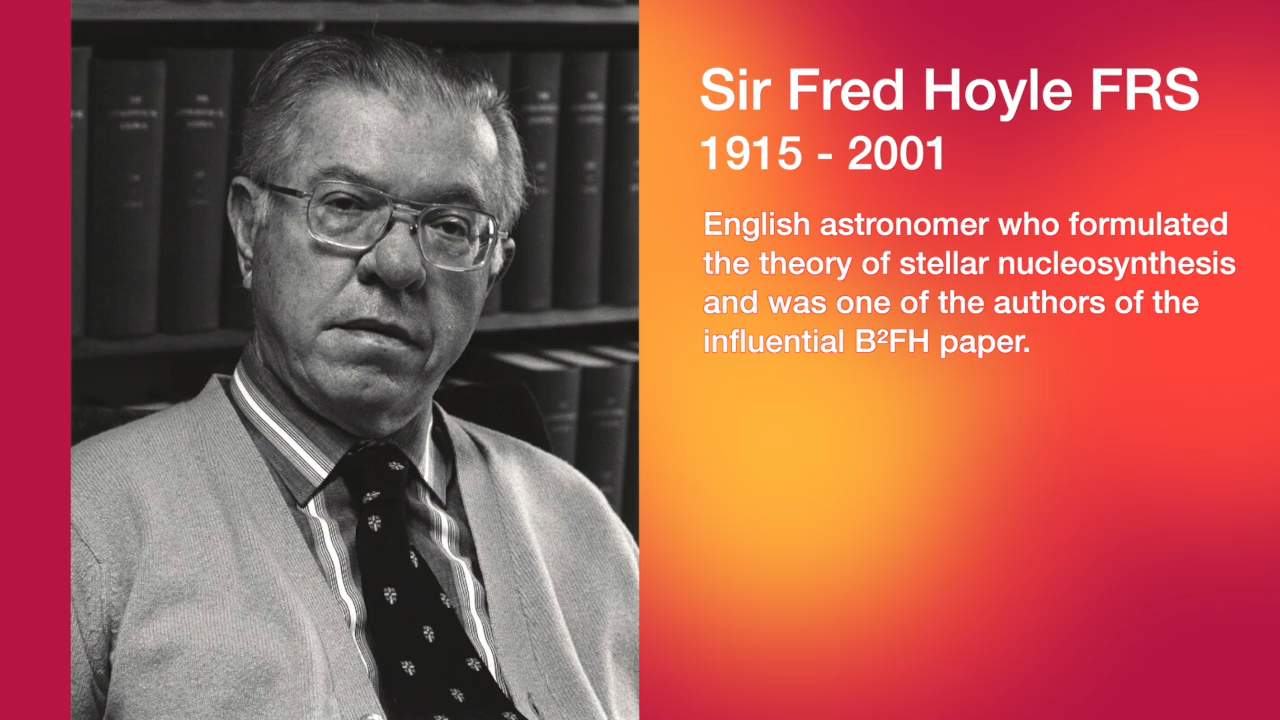 Sir Fred Hoyle FRS
1915 - 2001
English astronomer who formulated
the theory of stellar nucleosynthesis
and was one of the authors of the
influential B²FH paper.